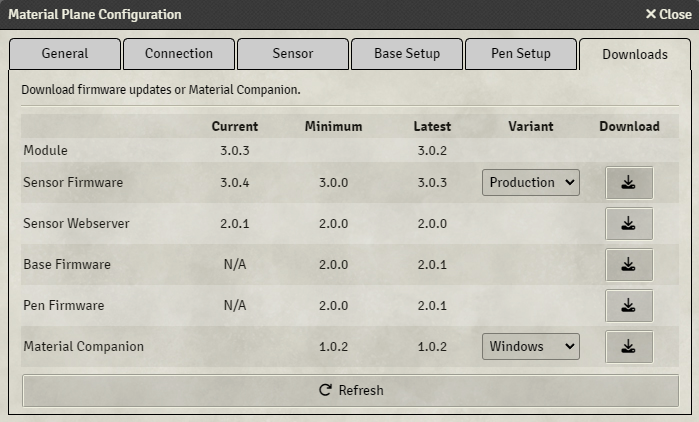 Material Plane Configuration ✕ Close
General Connection Sensor Base Setup Pen Setup Downloads
Download firmware updates or Material Companion.
Current Minimum Latest Variant Download
Module 3.0.3 3.0.2
Sensor Firmware 3.0.4 3.0.0 3.0.3 Production
Sensor Webserver 2.0.1 2.0.0 2.0.0
Base Firmware N/A 2.0.0 2.0.1
Pen Firmware N/A 2.0.0 2.0.1
Material Companion 1.0.2 1.0.2 Windows
Refresh